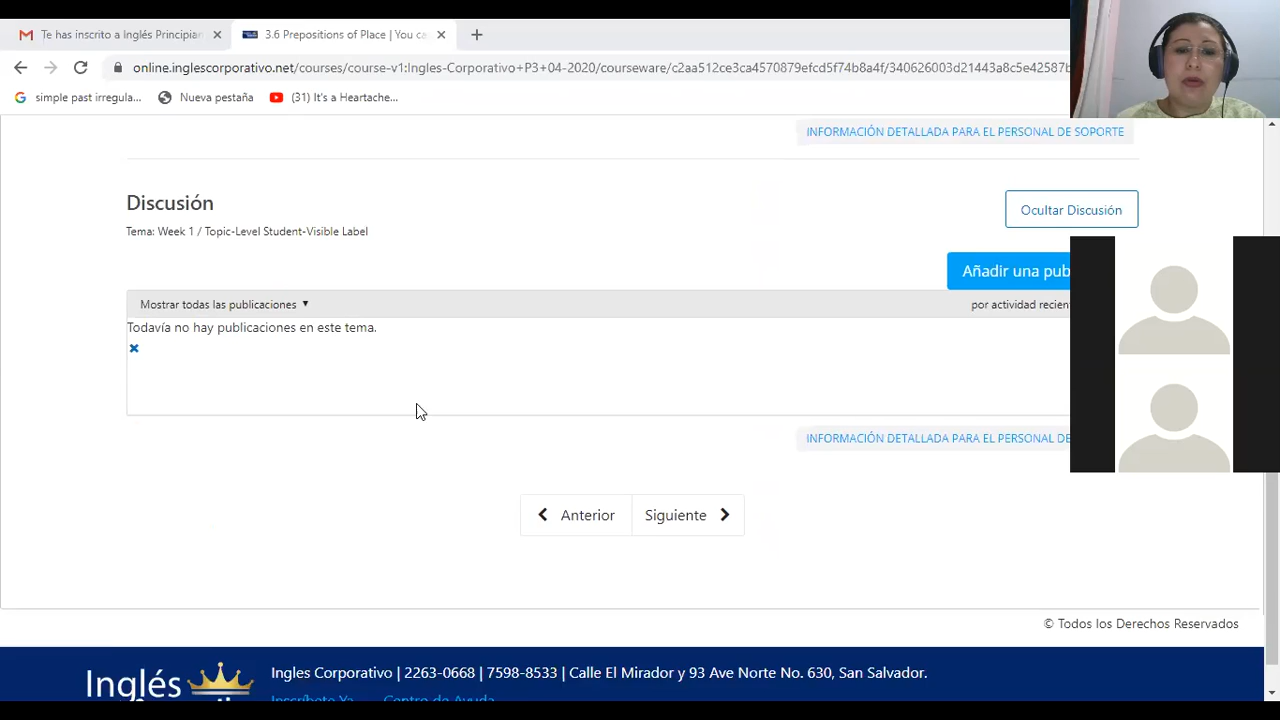 Te has inscrito a Inglés Principian
3.6 Prepositions of Place | You ca
online.inglescorporativo.net/courses/course-v1:Ingles-Corporativo+P3+04-2020/courseware/c2aa512ce3ca4570879efcd5f74b8a4f/340626003d21443a8c5e42587b
simple past irregula...
Nueva pestaña
(31) It's a Heartache...
INFORMACIÓN DETALLADA PARA EL PERSONAL DE SOPORTE
Discusión
Ocultar Discusión
Tema: Week 1 / Topic-Level Student-Visible Label
Añadir una pub
Mostrar todas las publicaciones
por actividad recien
Todavía no hay publicaciones en este tema.
INFORMACIÓN DETALLADA PARA EL PERSONAL DE
Anterior
Siguiente
© Todos los Derechos Reservados
Inglés
Ingles Corporativo | 2263-0668 | 7598-8533 | Calle El Mirador y 93 Ave Norte No. 630, San Salvador.
Inscríbete Ya
Centro de Ayuda